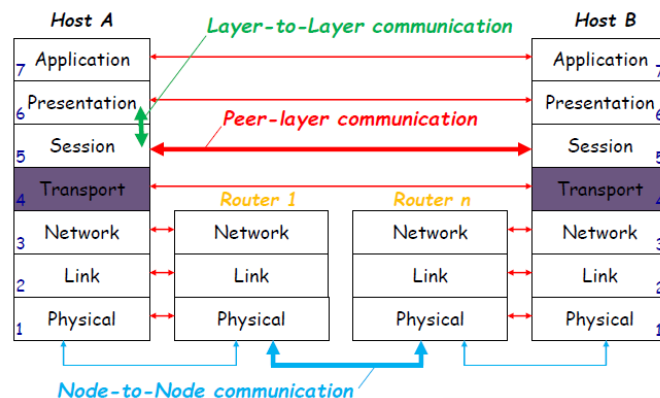 Host A
Host B
Layer-to-Layer communication
7 Application
Application 7
6 Presentation
Presentation 6
Peer-layer communication
5 Session
Session 5
4 Transport
Transport 4
Router 1
Router n
3 Network
Network
Network
Network 3
2 Link
Link
Link
Link 2
1 Physical
Physical
Physical
Physical 1
Node-to-Node communication